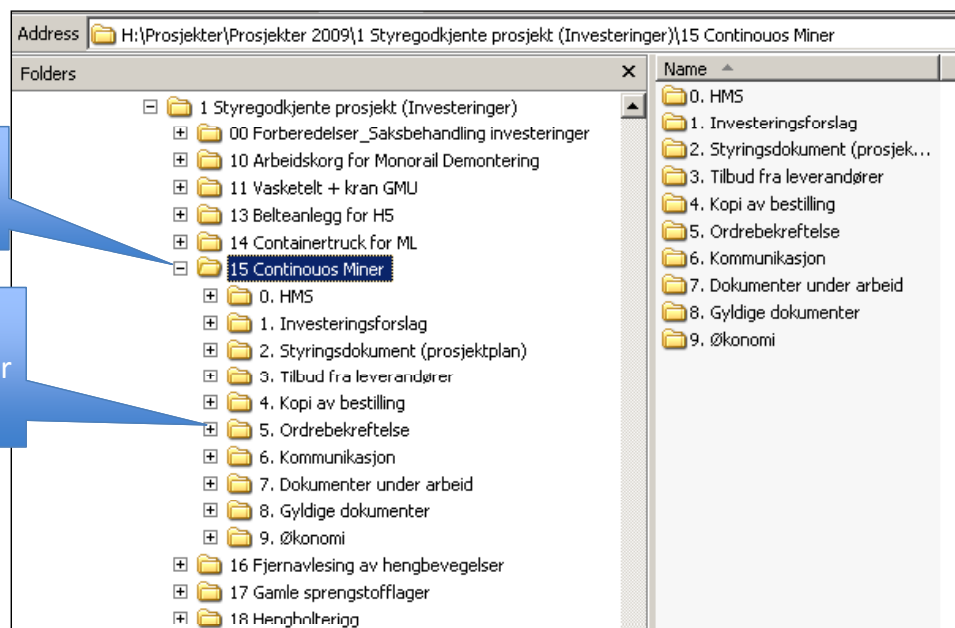 Address H:\Prosjekter\Prosjekter 2009\1 Styregodkjente prosjekt (Investeringer)\15 Continouos Miner
Folders
1 Styregodkjente prosjekt (Investeringer)
00 Forberedelser_Saksbehandling investeringer
10 Arbeidskorg for Monorail Demontering
11 Vasketelt + kran GMU
13 Belteanlegg for H5
14 Containertruck for ML
15 Continouos Miner
0. HMS
1. Investeringsforslag
2. Styringsdokument (prosjektplan)
3. Tilbud fra leverandører
4. Kopi av bestilling
5. Ordrebekreftelse
6. Kommunikasjon
7. Dokumenter under arbeid
8. Gyldige dokumenter
9. Økonomi
16 Fjernavlesing av hengbevegelser
17 Gamle sprengstofflager
18 Hengholterigg
Name
0. HMS
1. Investeringsforslag
2. Styringsdokument (prosjek...
3. Tilbud fra leverandører
4. Kopi av bestilling
5. Ordrebekreftelse
6. Kommunikasjon
7. Dokumenter under arbeid
8. Gyldige dokumenter
9. Økonomi